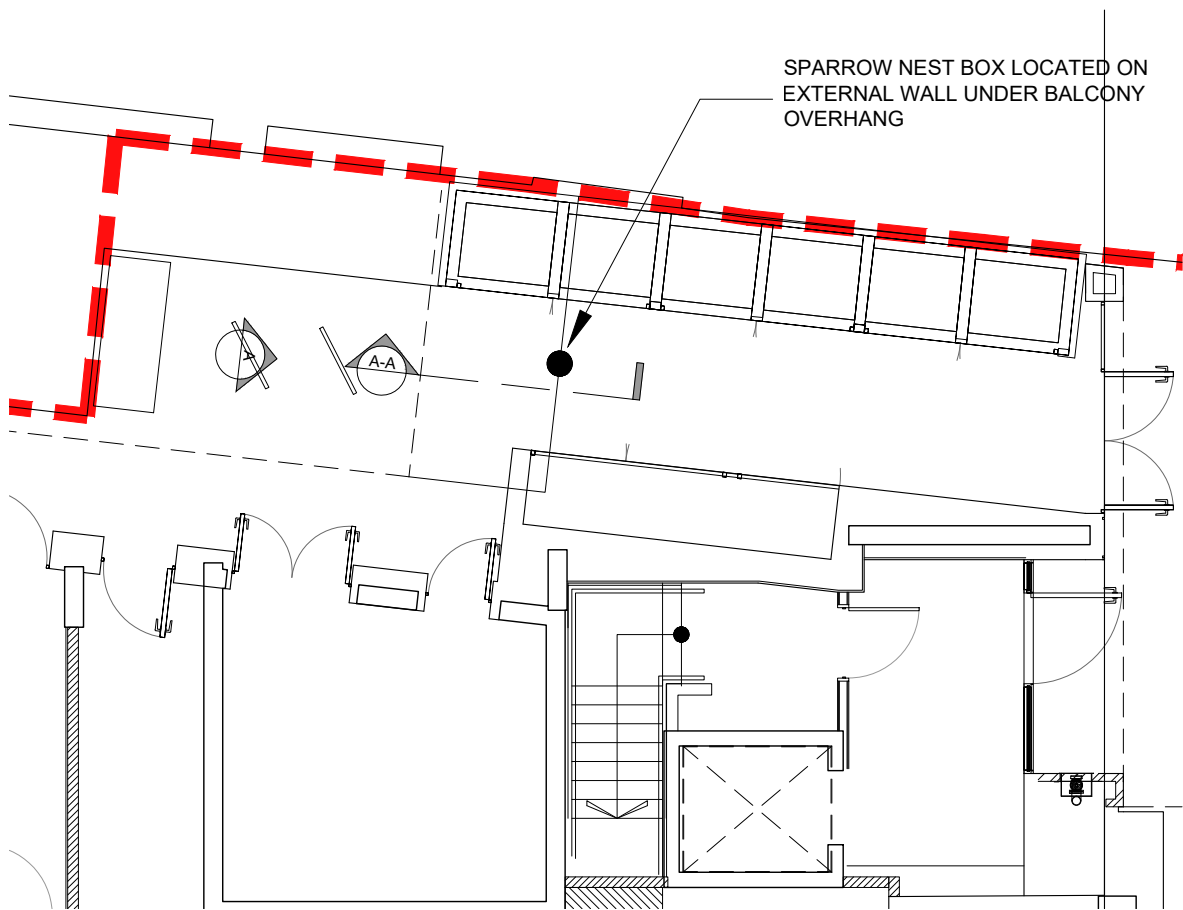 SPARROW NEST BOX LOCATED ON
EXTERNAL WALL UNDER BALCONY
OVERHANG
A
A-A